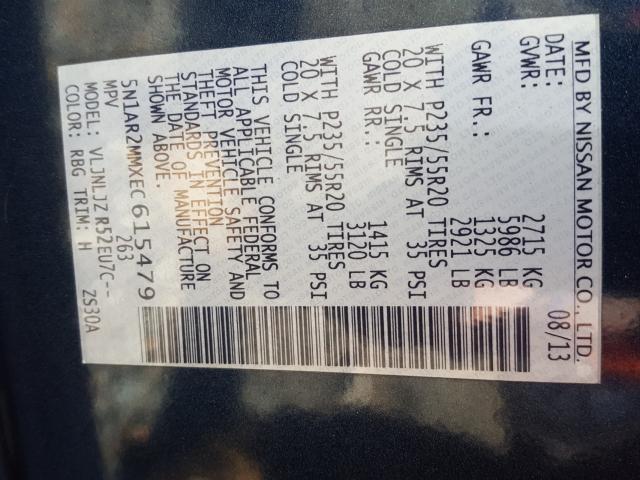 MFD BY NISSAN MOTOR CO., LTD.
DATE: 08/13
GVWR: 2715 KG
5986 LB
GAWR FR.: 1325 KG
2921 LB
WITH P235/55R20 TIRES
20 X 7.5 RIMS AT 35 PSI
COLD SINGLE
GAWR RR.: 1415 KG
3120 LB
WITH P235/55R20 TIRES
20 X 7.5 RIMS AT 35 PSI
COLD SINGLE
THIS VEHICLE CONFORMS TO
ALL APPLICABLE FEDERAL
MOTOR VEHICLE SAFETY AND
THEFT PREVENTION
STANDARDS IN EFFECT ON
THE DATE OF MANUFACTURE
SHOWN ABOVE.
5N1AR2MMXEC615479
MPV 263
MODEL: VLJNLJZ R52EU7C--
COLOR: RBG TRIM: H ZS30A